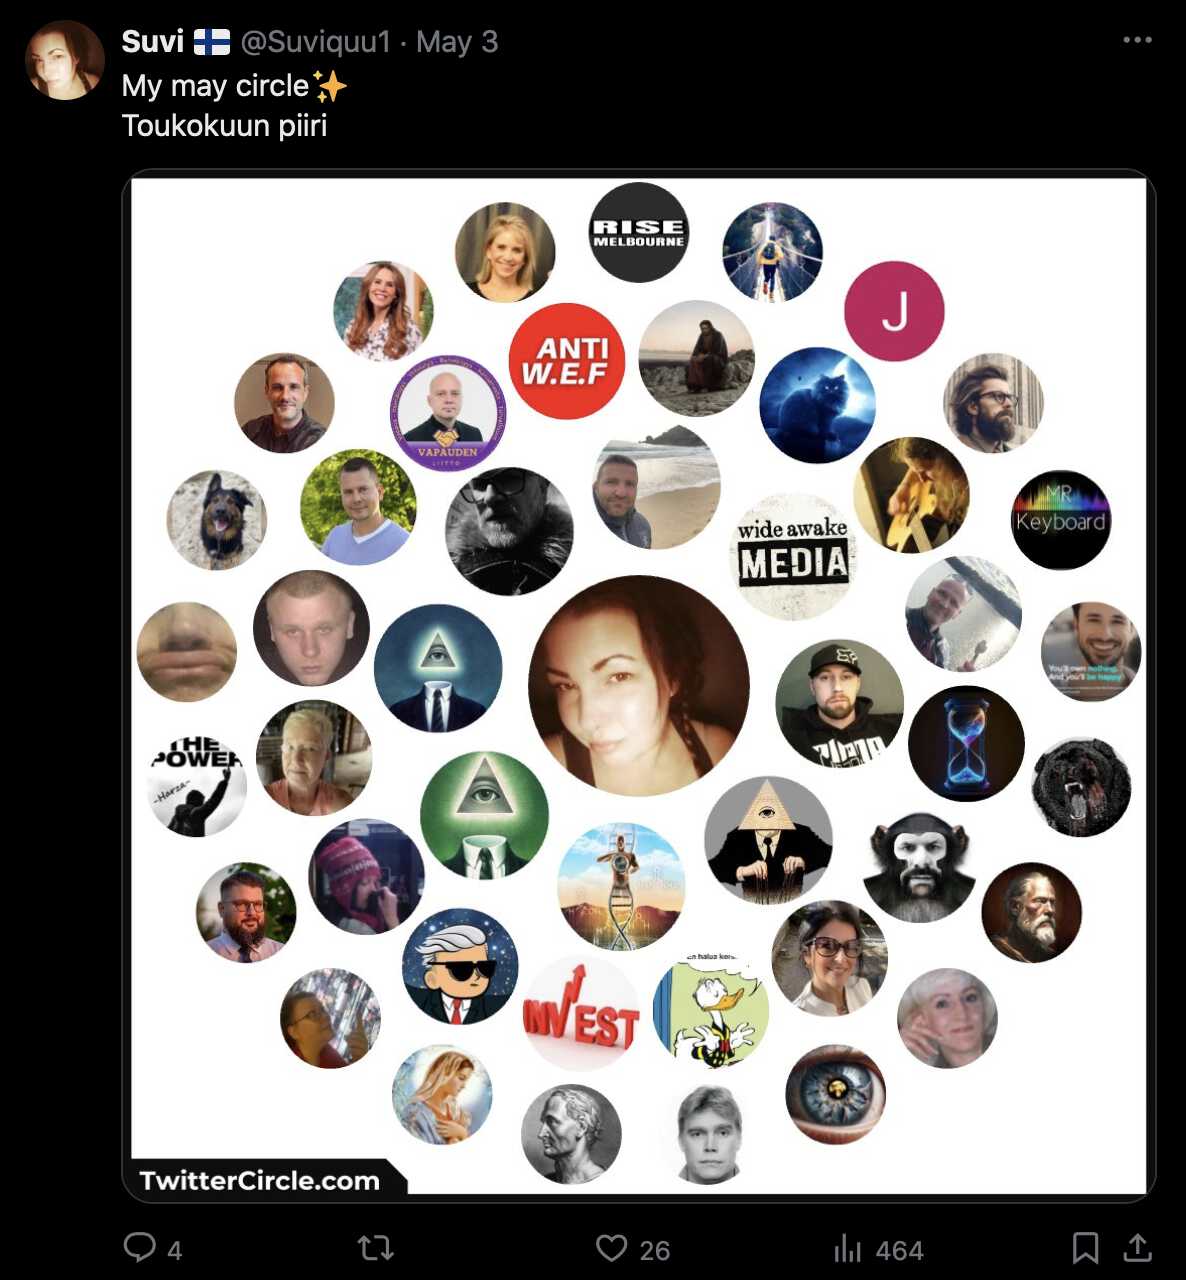 Suvi @Suviquu1 · May 3
My may circle
Toukokuun piiri
RISE
MELBOURNE
J
ANTI
W.E.F
VAPAUDEN
LIITTO
MR
Keyboard
wide awake
MEDIA
You'll own nothing.
And you'll be happy
THE
POWER
-Harza-
INVEST
TwitterCircle.com
4
26
464